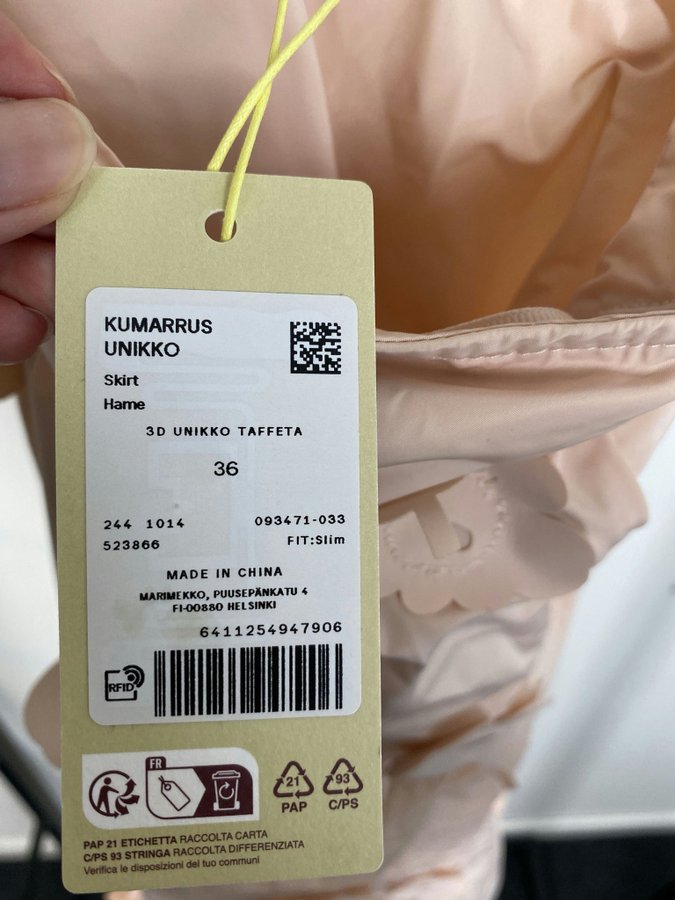 KUMARRUS
UNIKKO
Skirt
Hame
3D UNIKKO TAFFETA
36
244 1014 093471-033
523866 FIT:Slim
MADE IN CHINA
MARIMEKKO, PUUSEPÄNKATU 4
FI-00880 HELSINKI
6411254947906
RFID
FR
21 93
PAP C/PS
PAP 21 ETICHETTA RACCOLTA CARTA
C/PS 93 STRINGA RACCOLTA DIFFERENZIATA
Verifica le disposizioni del tuo communi